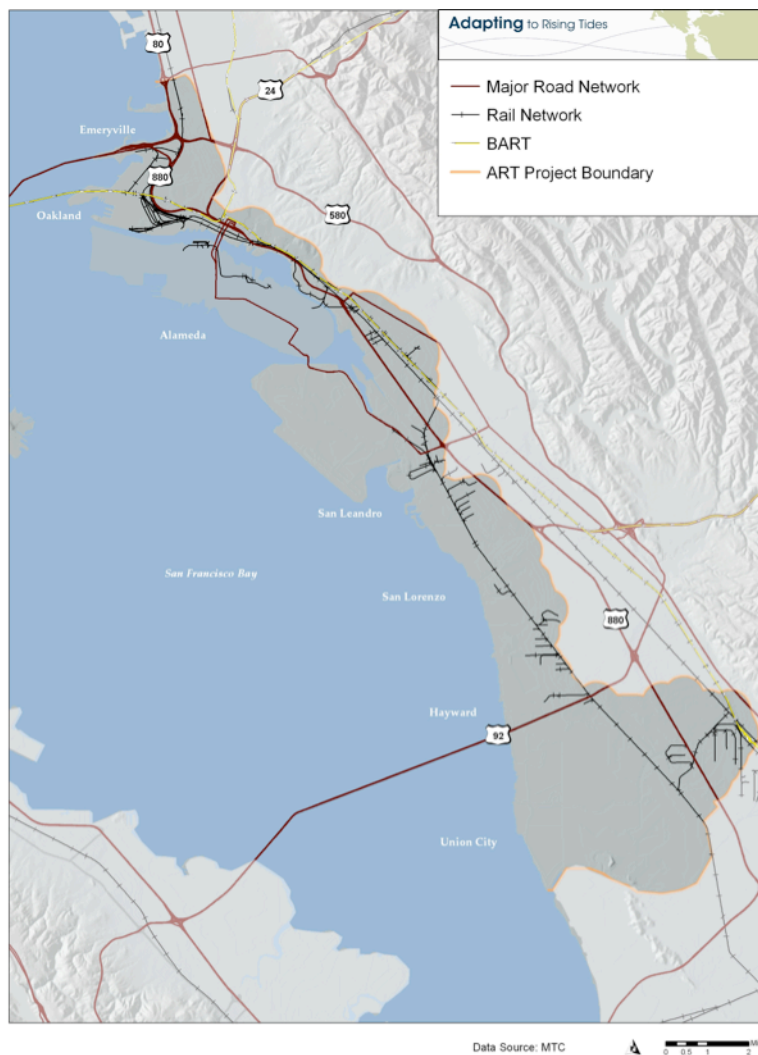 Adapting to Rising Tides
Major Road Network
Rail Network
BART
ART Project Boundary
80
24
Emeryville
880
Oakland
580
Alameda
San Leandro
San Francisco Bay
San Lorenzo
880
Hayward
92
Union City
Data Source: MTC
0 0.5 1 2